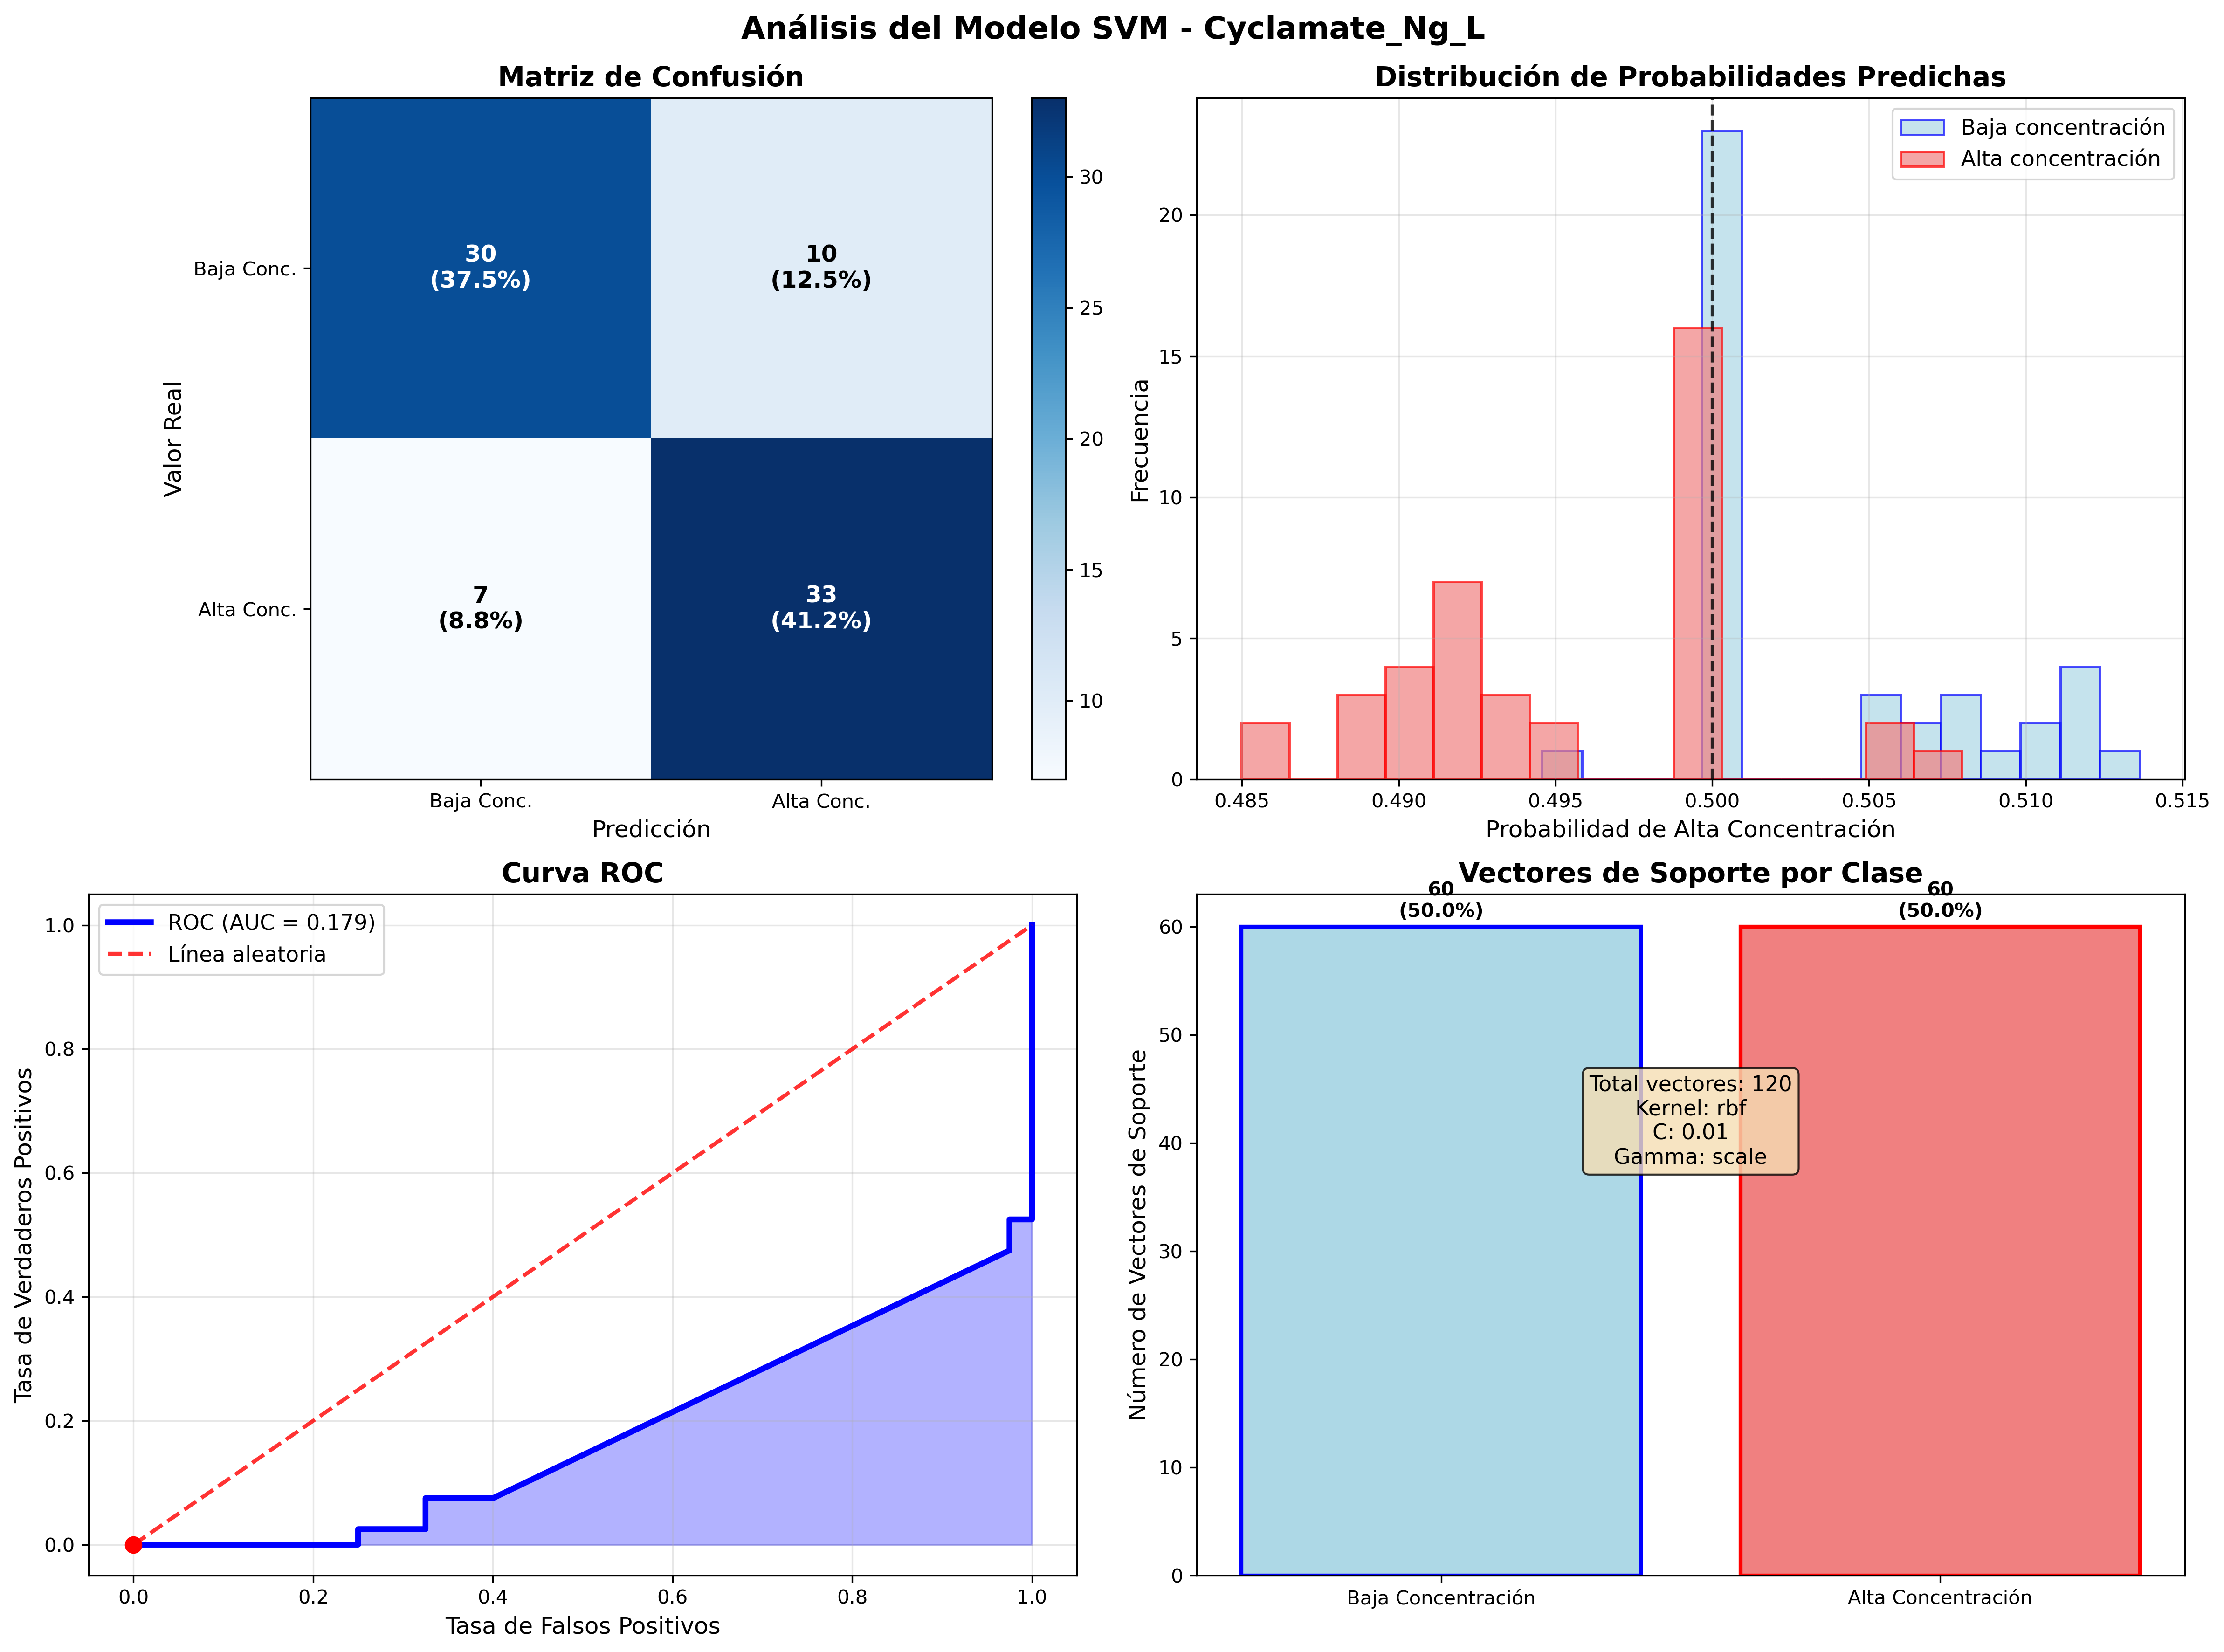 Análisis del Modelo SVM - Cyclamate_Ng_L
Matriz de Confusión
30
(37.5%)
10
(12.5%)
7
(8.8%)
33
(41.2%)
Baja Conc.
Alta Conc.
Valor Real
Baja Conc.
Alta Conc.
Predicción
30
25
20
15
10
Distribución de Probabilidades Predichas
Baja concentración
Alta concentración
20
15
10
5
0
Frecuencia
0.485
0.490
0.495
0.500
0.505
0.510
0.515
Probabilidad de Alta Concentración
Curva ROC
ROC (AUC = 0.179)
Línea aleatoria
1.0
0.8
0.6
0.4
0.2
0.0
Tasa de Verdaderos Positivos
0.0
0.2
0.4
0.6
0.8
1.0
Tasa de Falsos Positivos
Vectores de Soporte por Clase
60
(50.0%)
60
(50.0%)
Total vectores: 120
Kernel: rbf
C: 0.01
Gamma: scale
60
50
40
30
20
10
0
Número de Vectores de Soporte
Baja Concentración
Alta Concentración